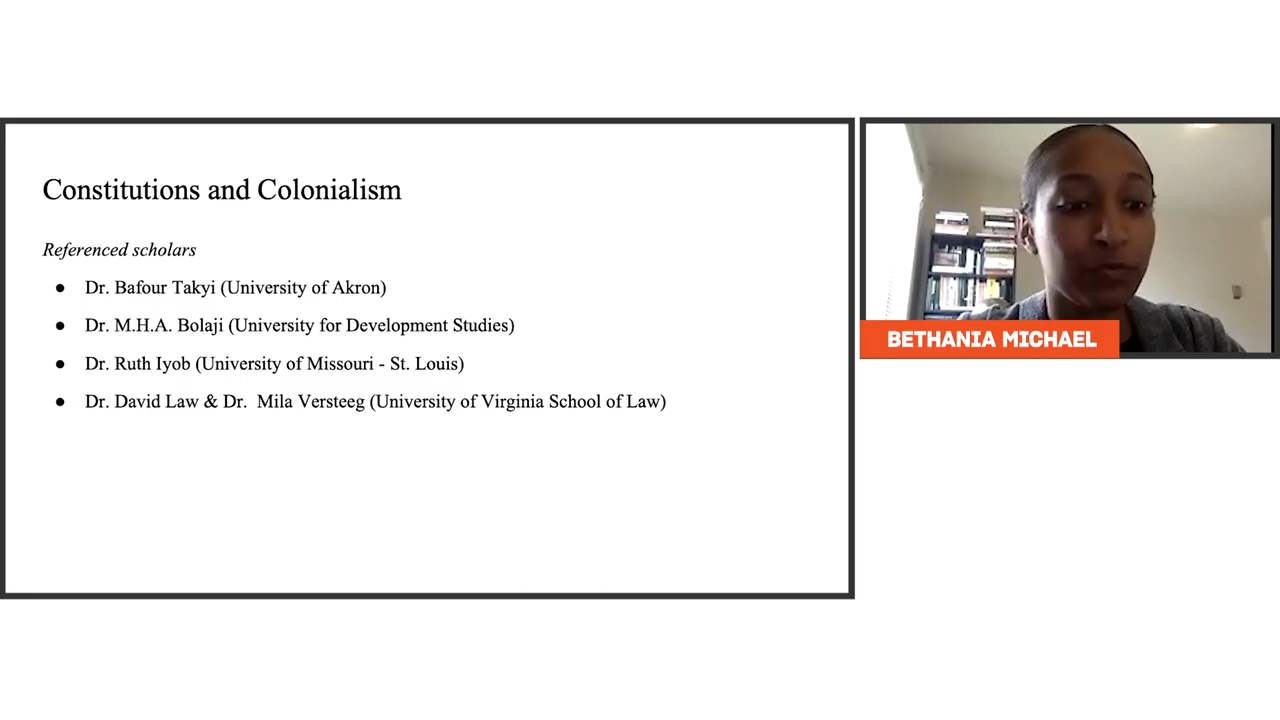 Constitutions and Colonialism
Referenced scholars
● Dr. Bafour Takyi (University of Akron)
● Dr. M.H.A. Bolaji (University for Development Studies)
● Dr. Ruth Iyob (University of Missouri - St. Louis)
● Dr. David Law & Dr.  Mila Versteeg (University of Virginia School of Law)
BETHANIA MICHAEL